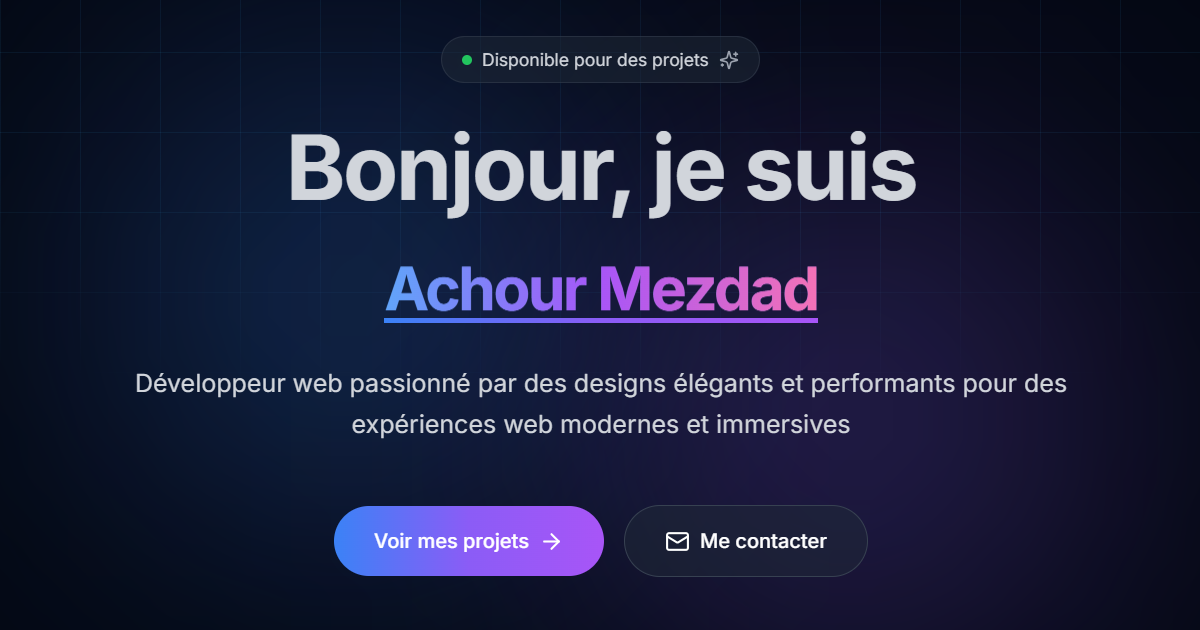 Disponible pour des projets
Bonjour, je suis
Achour Mezdad
Développeur web passionné par des designs élégants et performants pour des
expériences web modernes et immersives
Voir mes projets
Me contacter